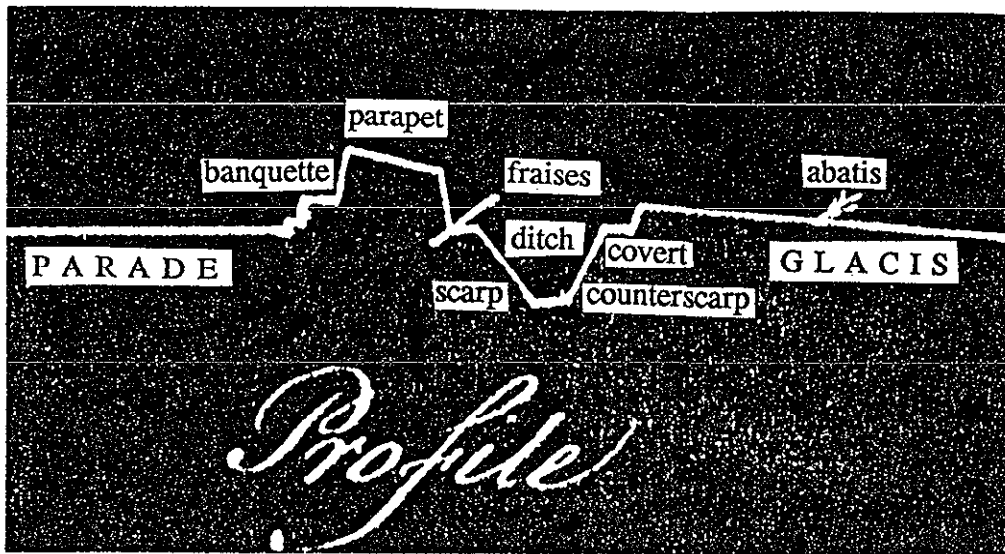 parapet
banquette
fraises
abatis
ditch
covert
PARADE
GLACIS
scarp
counterscarp
Profile